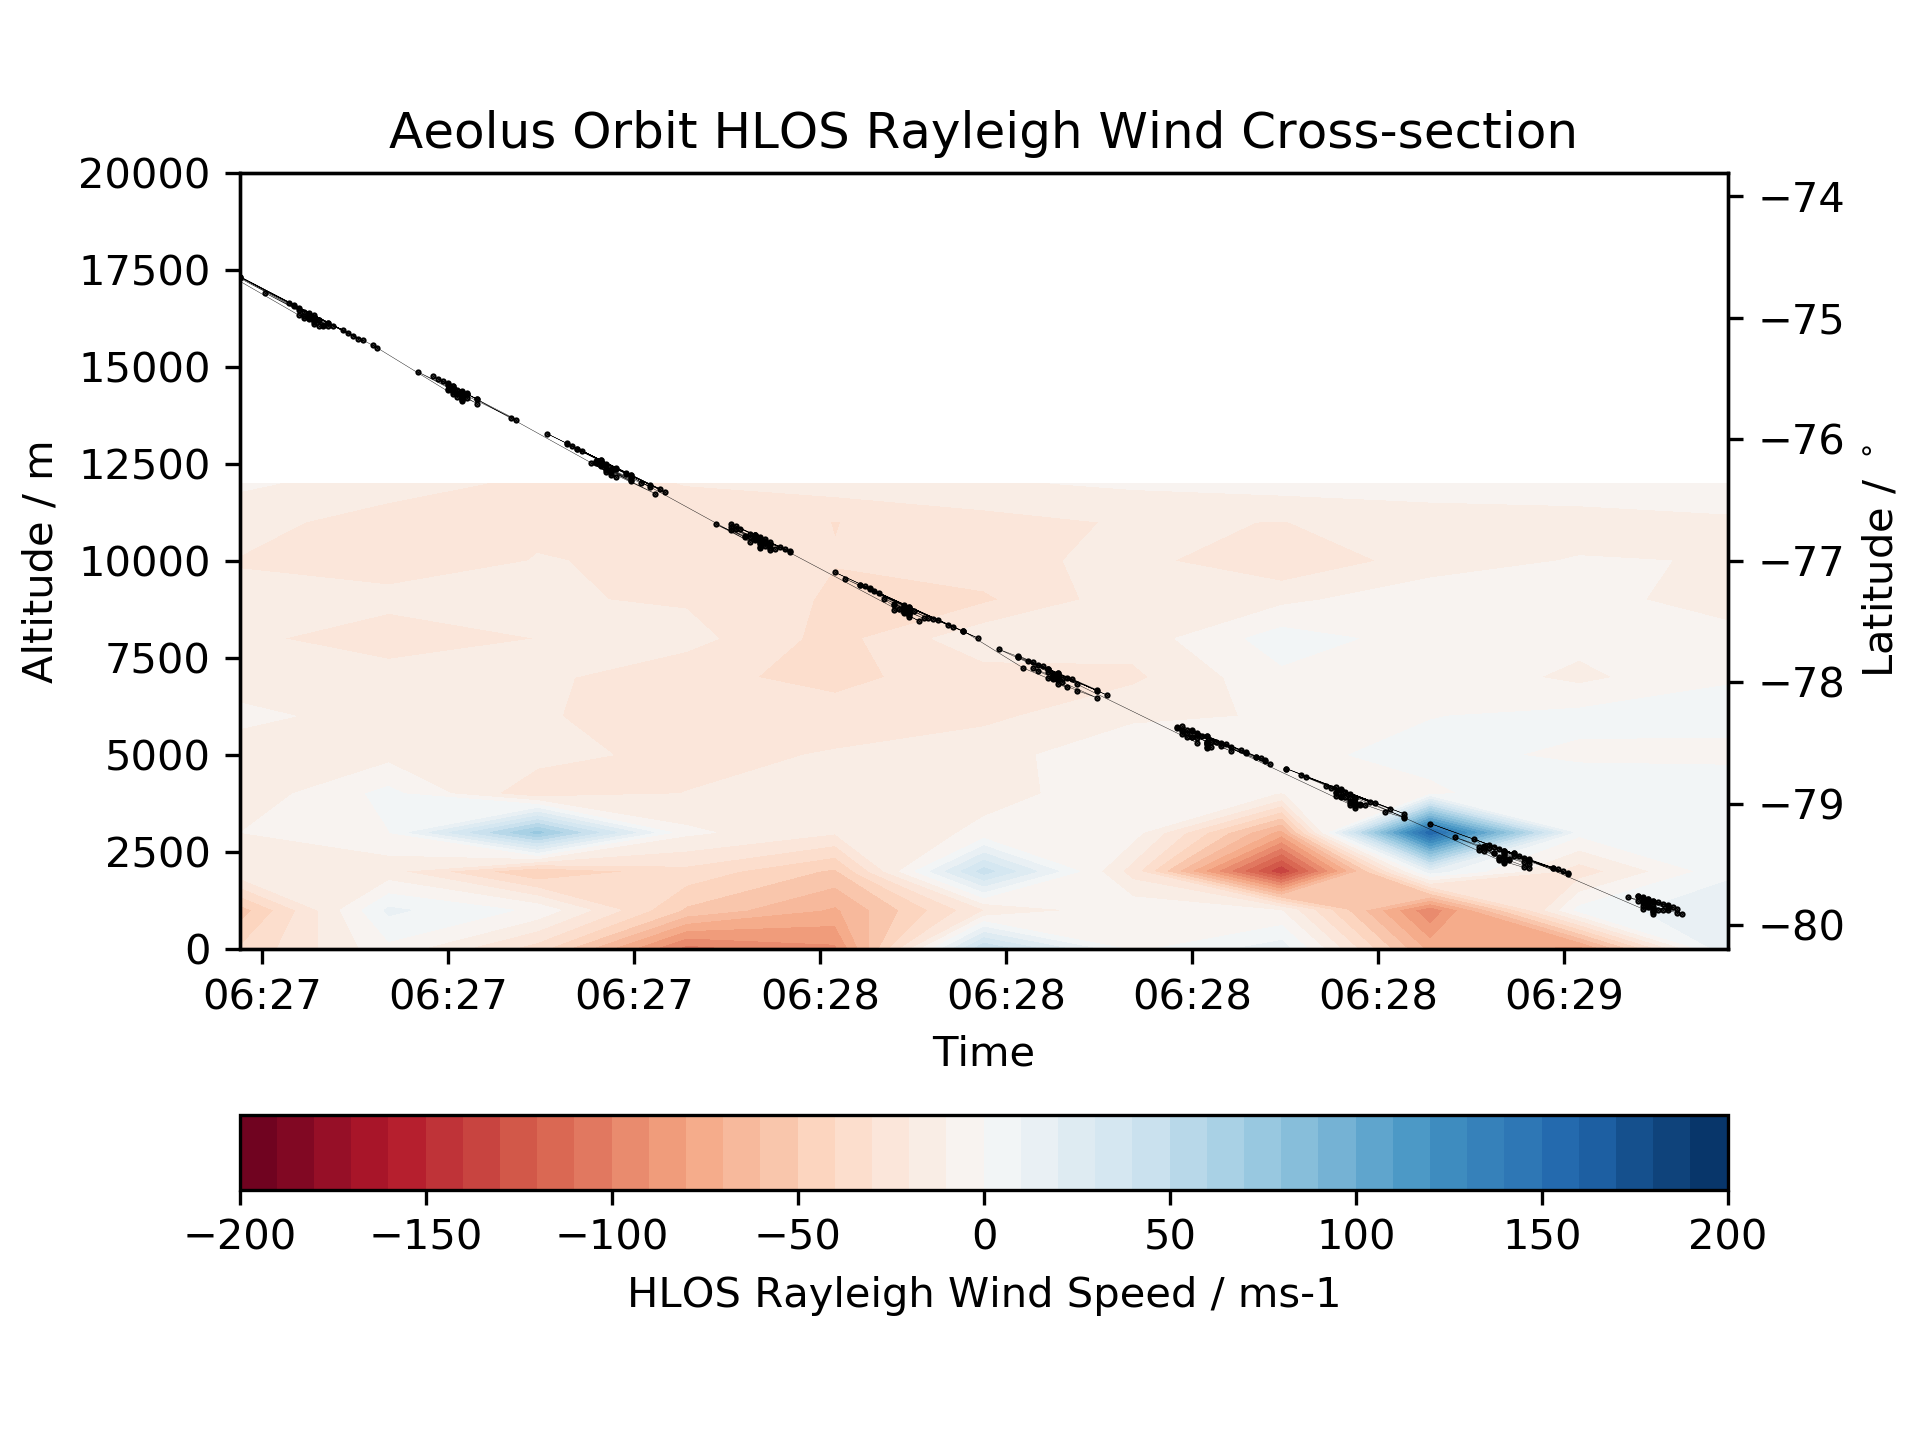 Aeolus Orbit HLOS Rayleigh Wind Cross-section
20000
17500
15000
12500
10000
7500
5000
2500
0
Altitude / m
−74
−75
−76
−77
−78
−79
−80
Latitude / °
06:27 06:27 06:27 06:28 06:28 06:28 06:28 06:29
Time
−200 −150 −100 −50 0 50 100 150 200
HLOS Rayleigh Wind Speed / ms-1